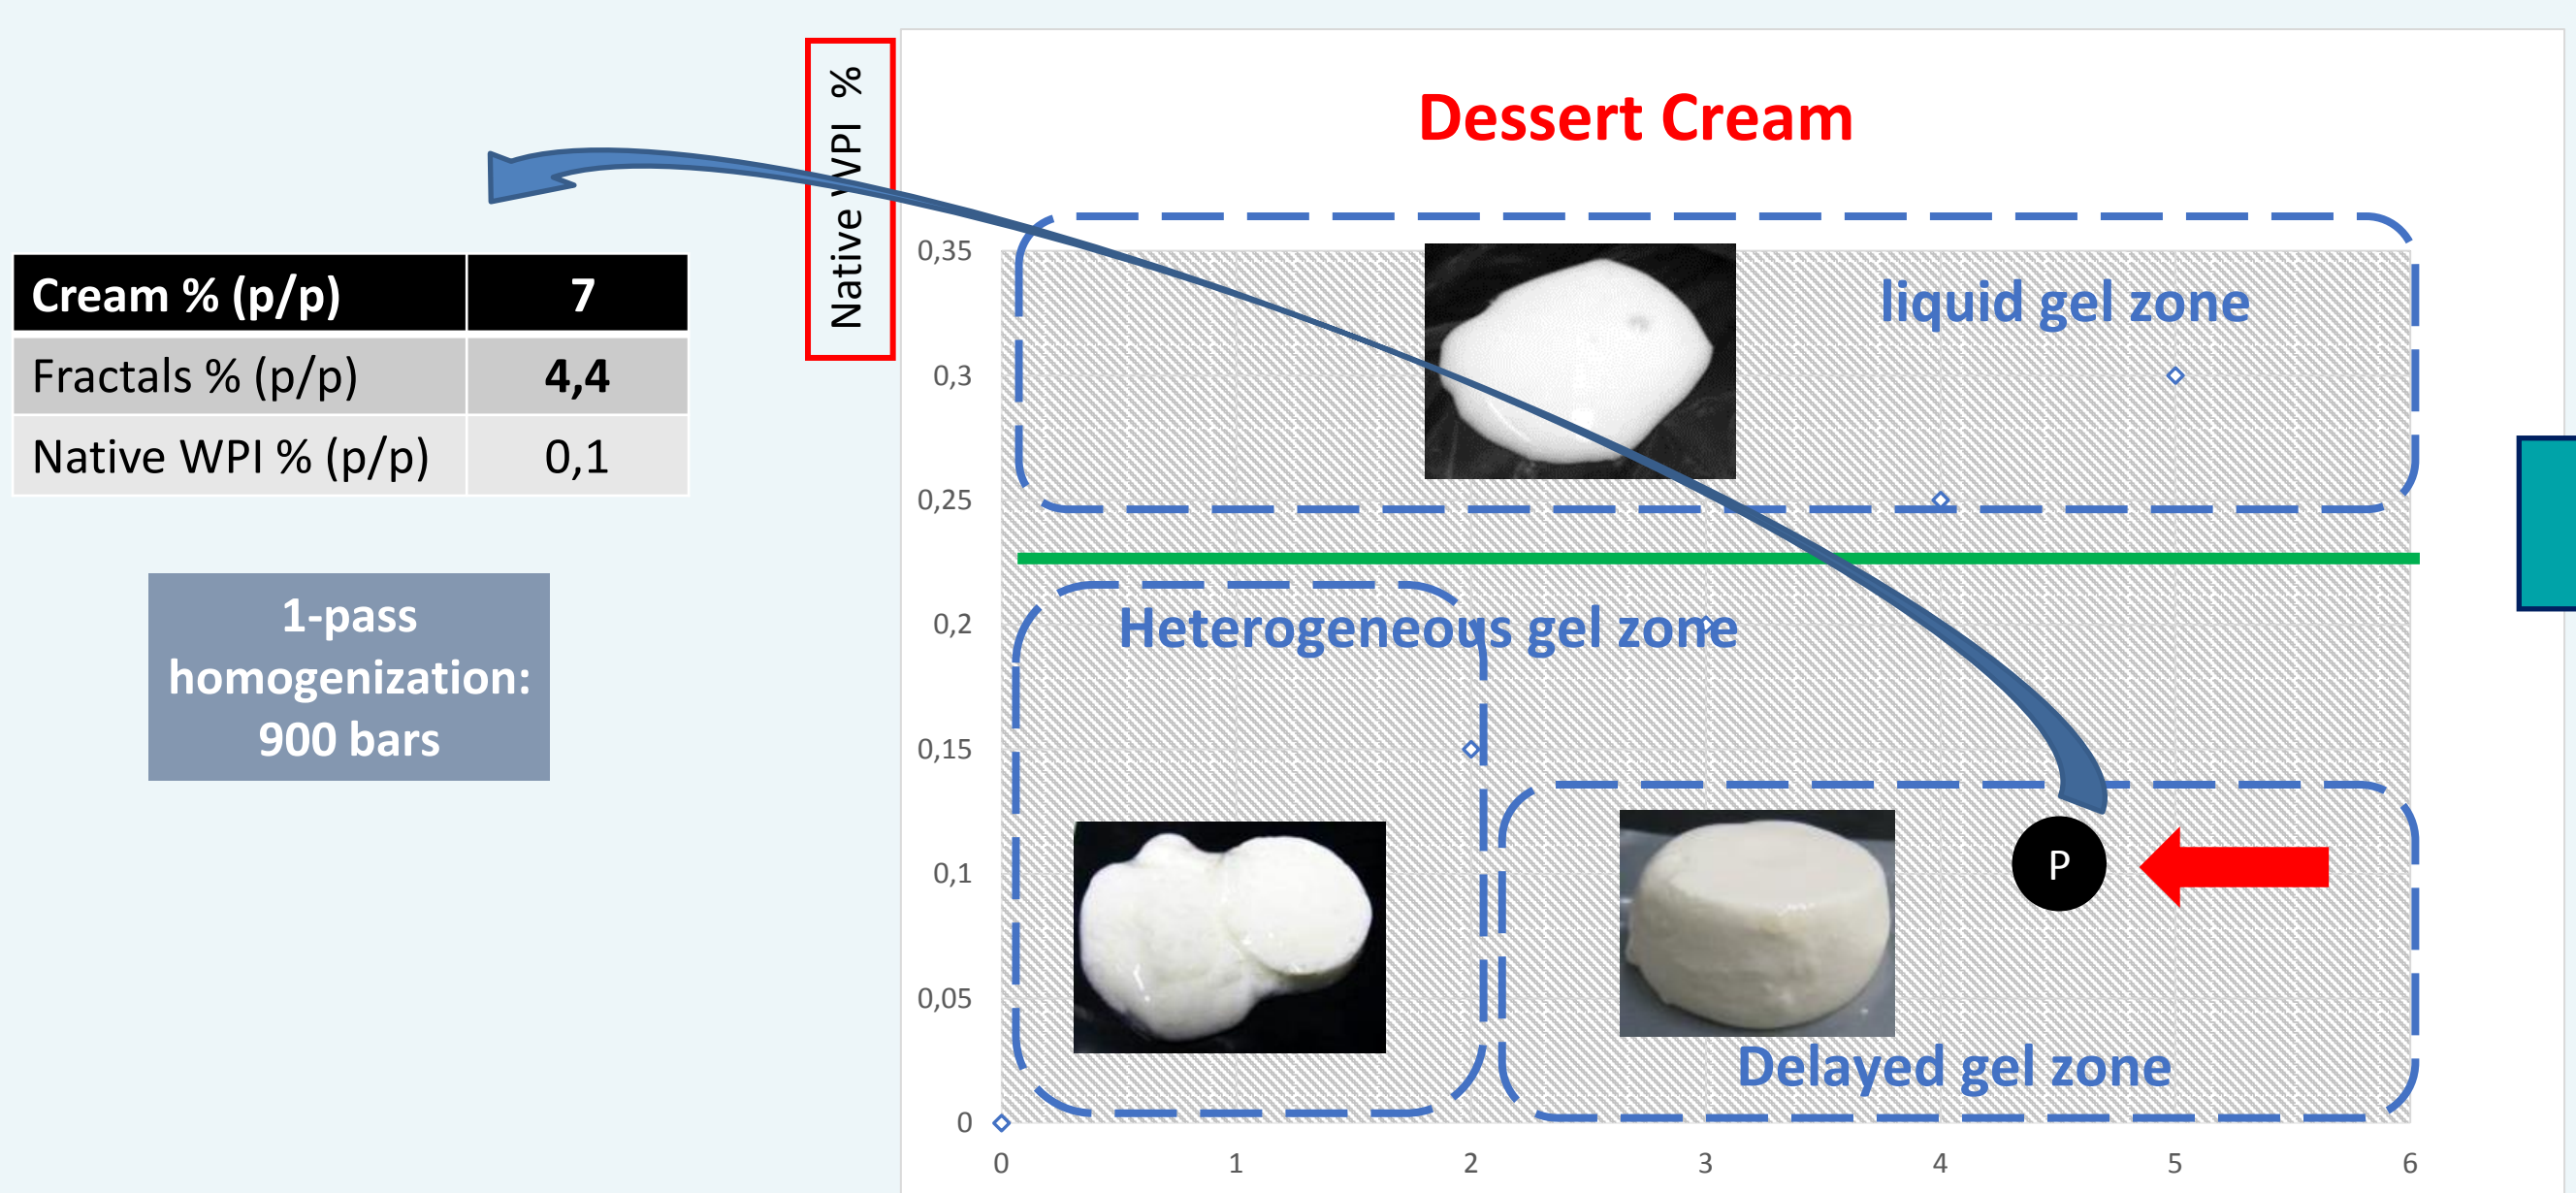 Dessert Cream
Native WPI %
Cream % (p/p) 7
Fractals % (p/p) 4,4
Native WPI % (p/p) 0,1
1-pass
homogenization:
900 bars
0,35
0,3
0,25
0,2
0,15
0,1
0,05
0
liquid gel zone
Heterogeneous gel zone
P
Delayed gel zone
0 1 2 3 4 5 6